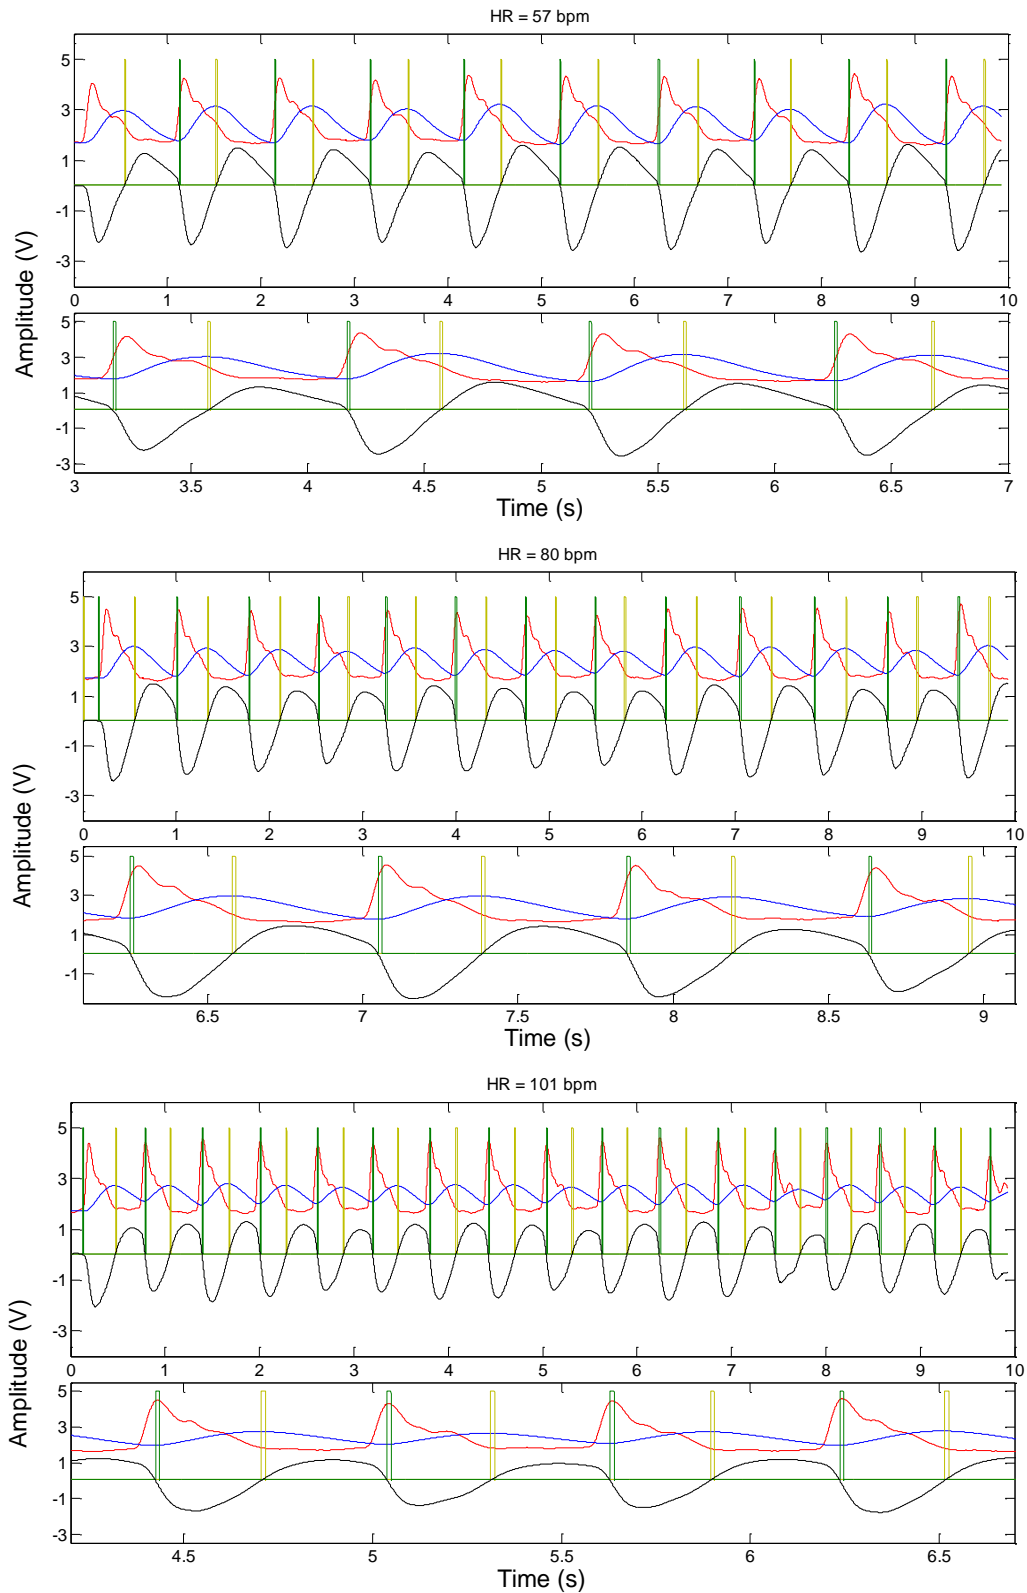 HR = 57 bpm
5
3
1
-1
-3
0 1 2 3 4 5 6 7 8 9 10
Amplitude (V)
5
3
1
-1
-3
3 3.5 4 4.5 5 5.5 6 6.5 7
Time (s)
HR = 80 bpm
5
3
1
-1
-3
0 1 2 3 4 5 6 7 8 9 10
Amplitude (V)
5
3
1
-1
6.5 7 7.5 8 8.5 9
Time (s)
HR = 101 bpm
5
3
1
-1
-3
0 1 2 3 4 5 6 7 8 9 10
Amplitude (V)
5
3
1
-1
-3
4.5 5 5.5 6 6.5
Time (s)